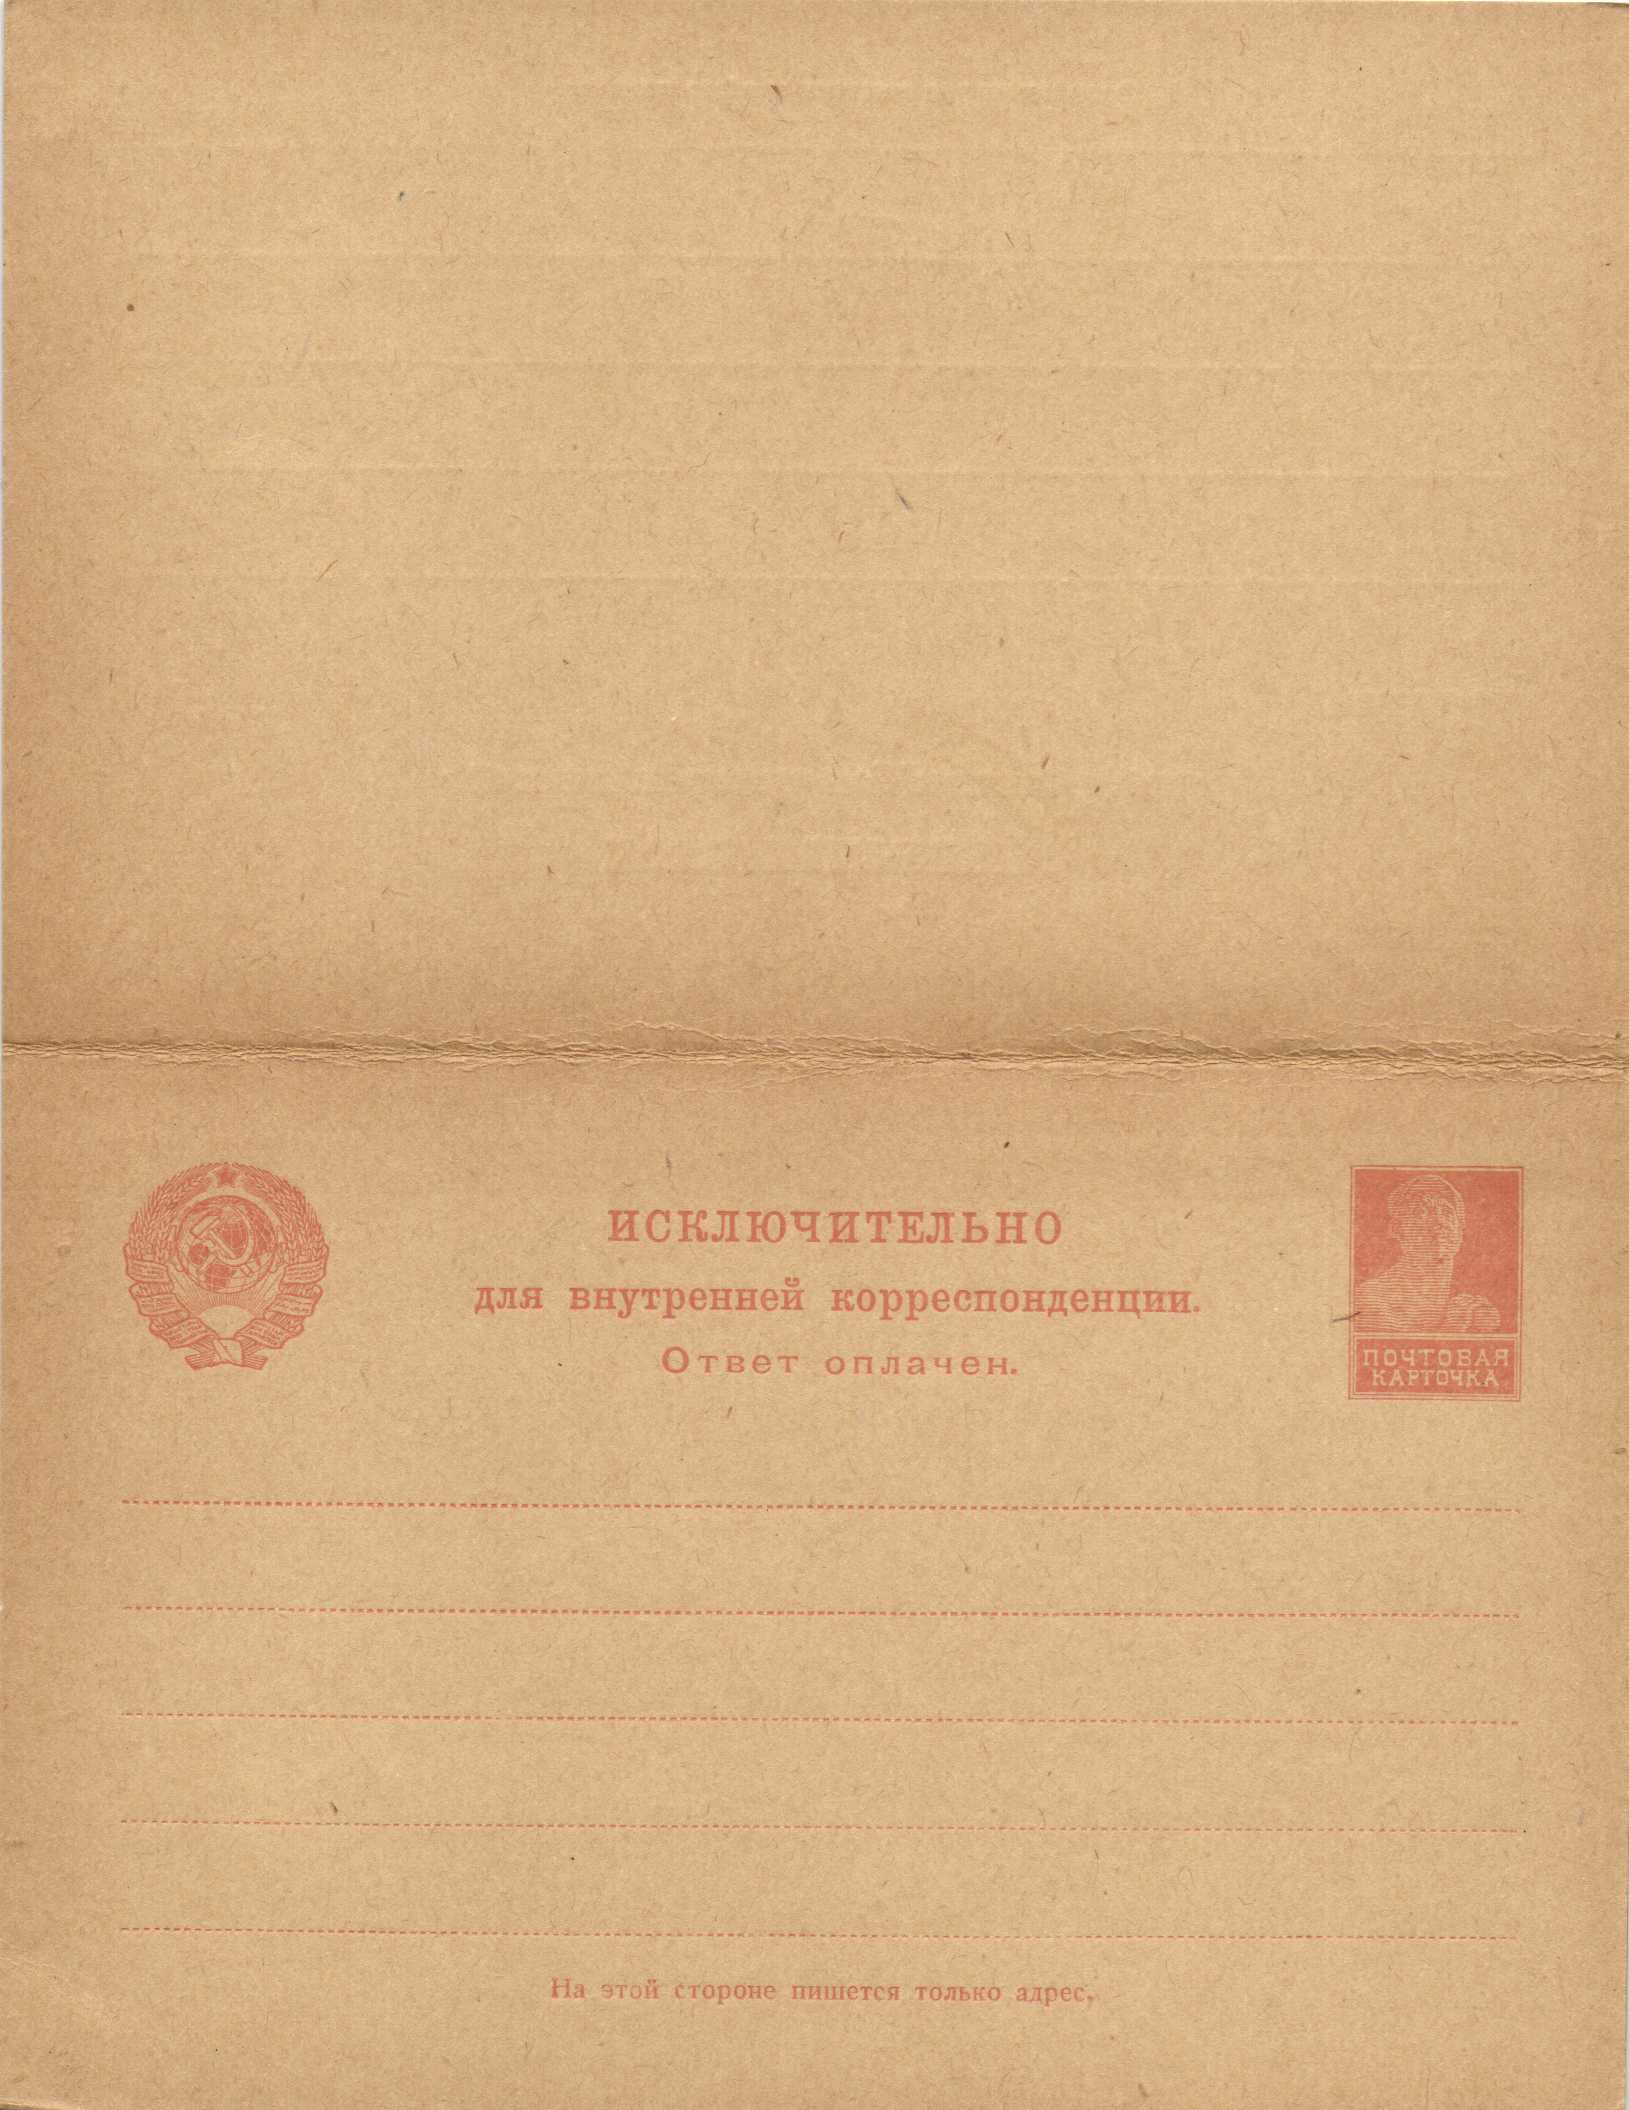 ИСКЛЮЧИТЕЛЬНО
для внутренней корреспонденции.
Ответ оплачен.
ПОЧТОВАЯ
КАРТОЧКА
На этой стороне пишется только адрес.